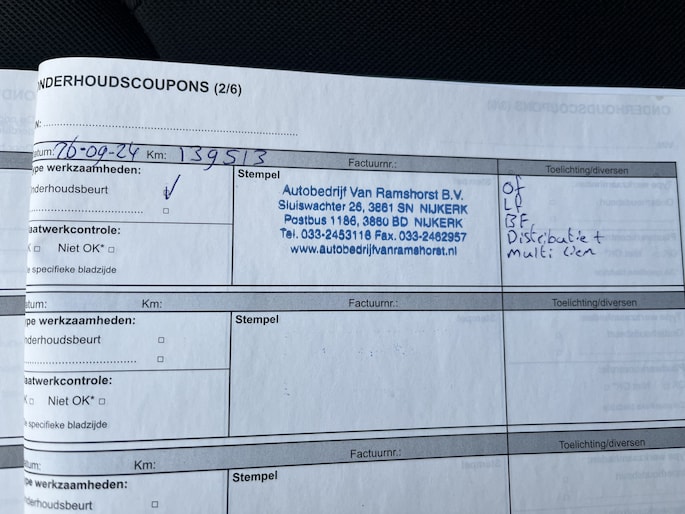 NDERHOUDSCOUPONS (2/6)
N:
atum: 26-09-24 Km: 139513 Factuurnr.: Toelichting/diversen
ype werkzaamheden:
nderhoudsbeurt
aatwerkcontrole:
K Niet OK*
e specifieke bladzijde
Stempel
Autobedrijf Van Ramshorst B.V.
Sluiswachter 26, 3861 SN NIJKERK
Postbus 1186, 3860 BD NIJKERK
Tel. 033-2453118 Fax. 033-2462957
www.autobedrijfvanramshorst.nl
Of
Lf
BF
Distributie+
multi riem
atum: Km: Factuurnr.: Toelichting/diversen
ype werkzaamheden:
nderhoudsbeurt
aatwerkcontrole:
K Niet OK*
e specifieke bladzijde
Stempel
tum: Km: Factuurnr.: Toelichting/diversen
pe werkzaamheden:
nderhoudsbeurt
Stempel